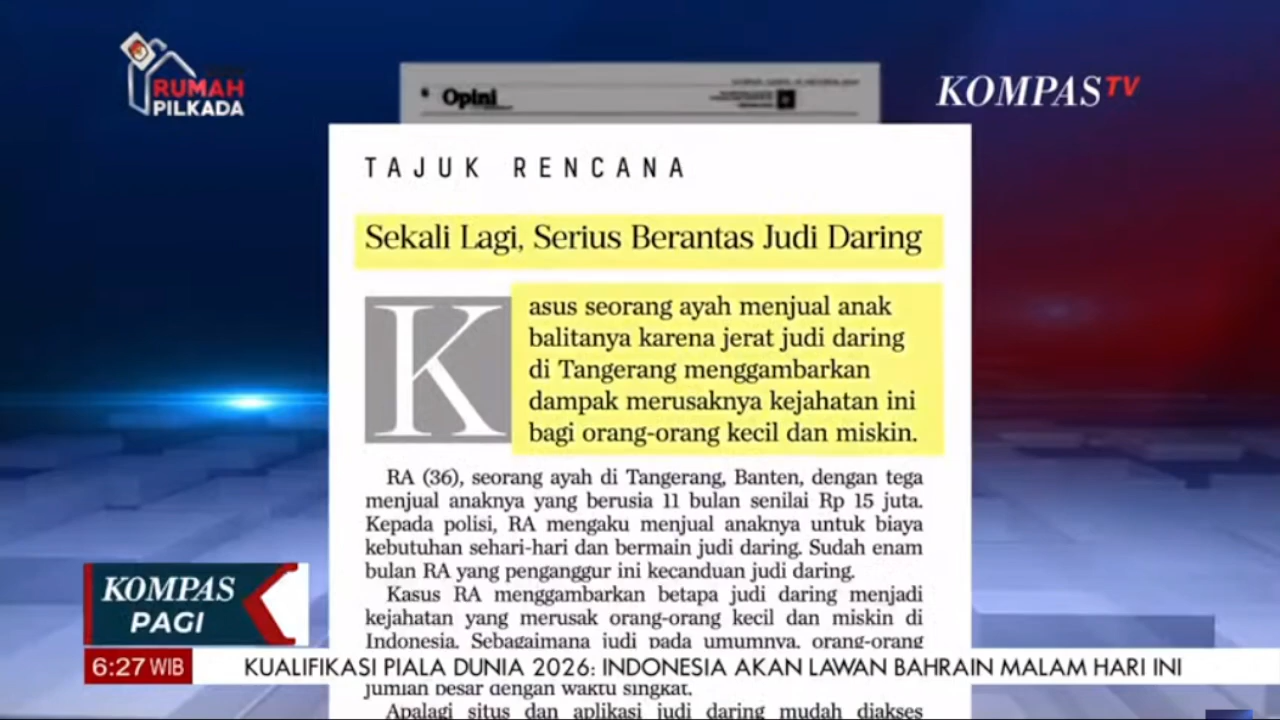 RUMAH
PILKADA
KOMPAS TV
Opini
TAJUK RENCANA
Sekali Lagi, Serius Berantas Judi Daring
Kasus seorang ayah menjual anak
balitanya karena jerat judi daring
di Tangerang menggambarkan
dampak merusaknya kejahatan ini
bagi orang-orang kecil dan miskin.
RA (36), seorang ayah di Tangerang, Banten, dengan tega
menjual anaknya yang berusia 11 bulan senilai Rp 15 juta.
Kepada polisi, RA mengaku menjual anaknya untuk biaya
kebutuhan sehari-hari dan bermain judi daring. Sudah enam
bulan RA yang penganggur ini kecanduan judi daring.
Kasus RA menggambarkan betapa judi daring menjadi
kejahatan yang merusak orang-orang kecil dan miskin di
Indonesia. Sebagaimana judi pada umumnya, orang-orang
jumlah besar dengan waktu singkat.
Apalagi situs dan aplikasi judi daring mudah diakses
KOMPAS
PAGI
6:27 WIB
KUALIFIKASI PIALA DUNIA 2026: INDONESIA AKAN LAWAN BAHRAIN MALAM HARI INI